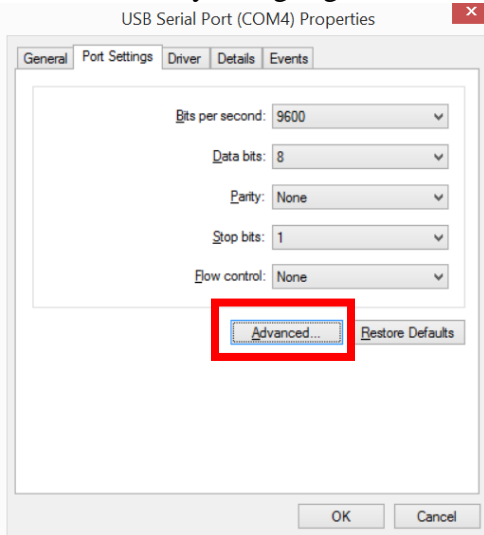 USB Serial Port (COM4) Properties
General Port Settings Driver Details Events
Bits per second: 9600
Data bits: 8
Parity: None
Stop bits: 1
Flow control: None
Advanced... Restore Defaults
OK Cancel